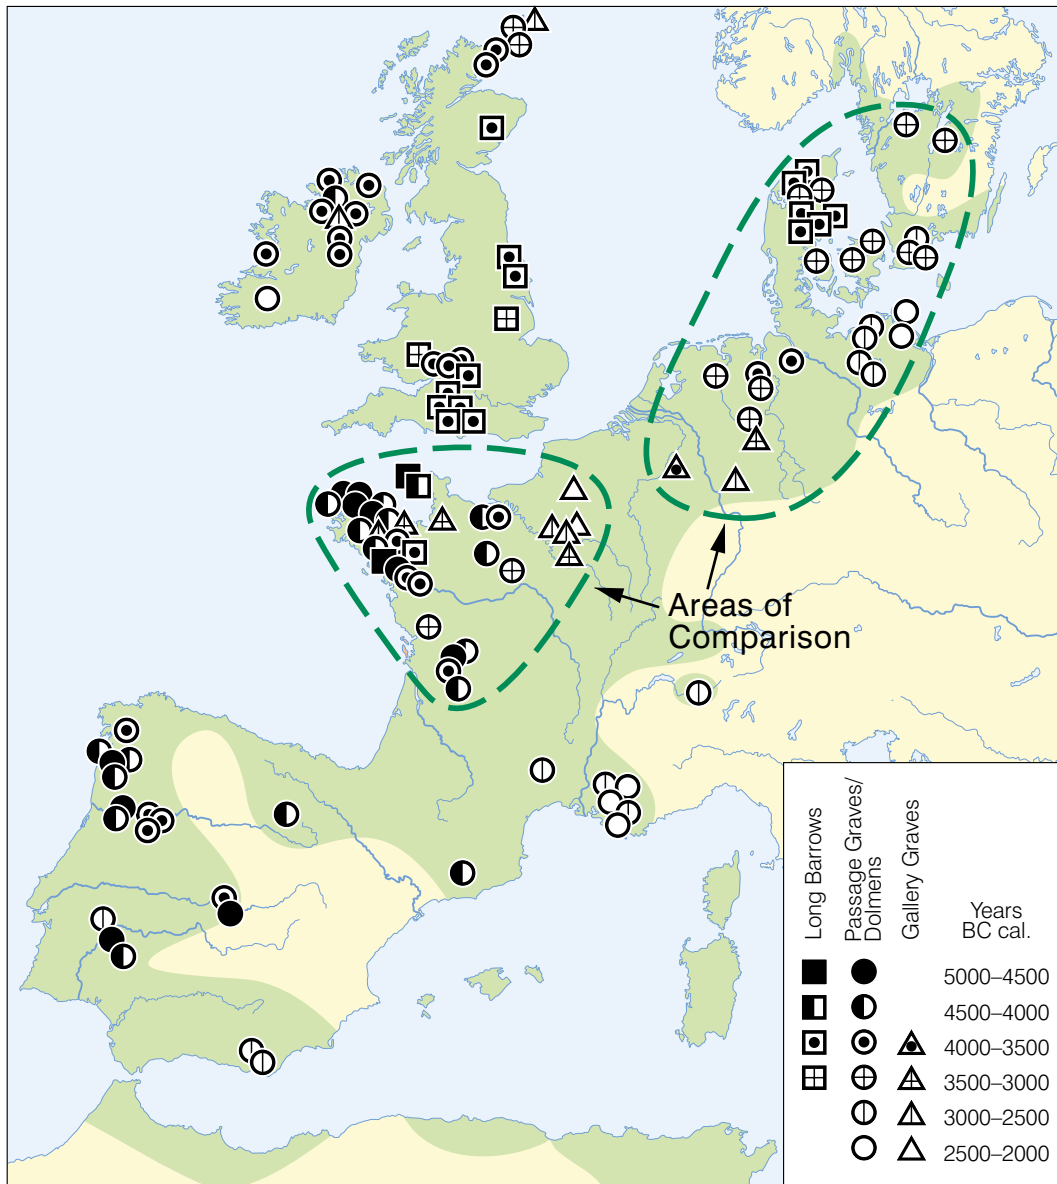 Areas of
Comparison
Long Barrows
Passage Graves/
Dolmens
Gallery Graves
Years
BC cal.
5000–4500
4500–4000
4000–3500
3500–3000
3000–2500
2500–2000